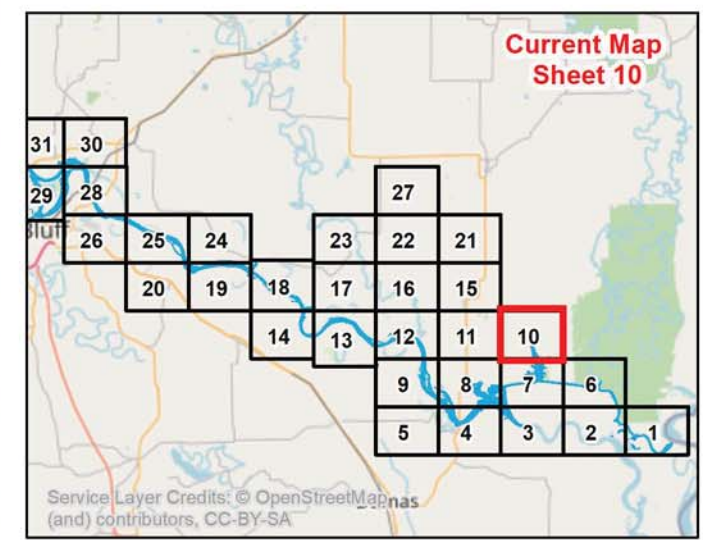 Current Map
Sheet 10
31 30
29 28 27
Bluff 26 25 24 23 22 21
20 19 18 17 16 15
14 13 12 11 10
9 8 7 6
5 4 3 2 1
Service Layer Credits: © OpenStreetMap
(and) contributors, CC-BY-SA